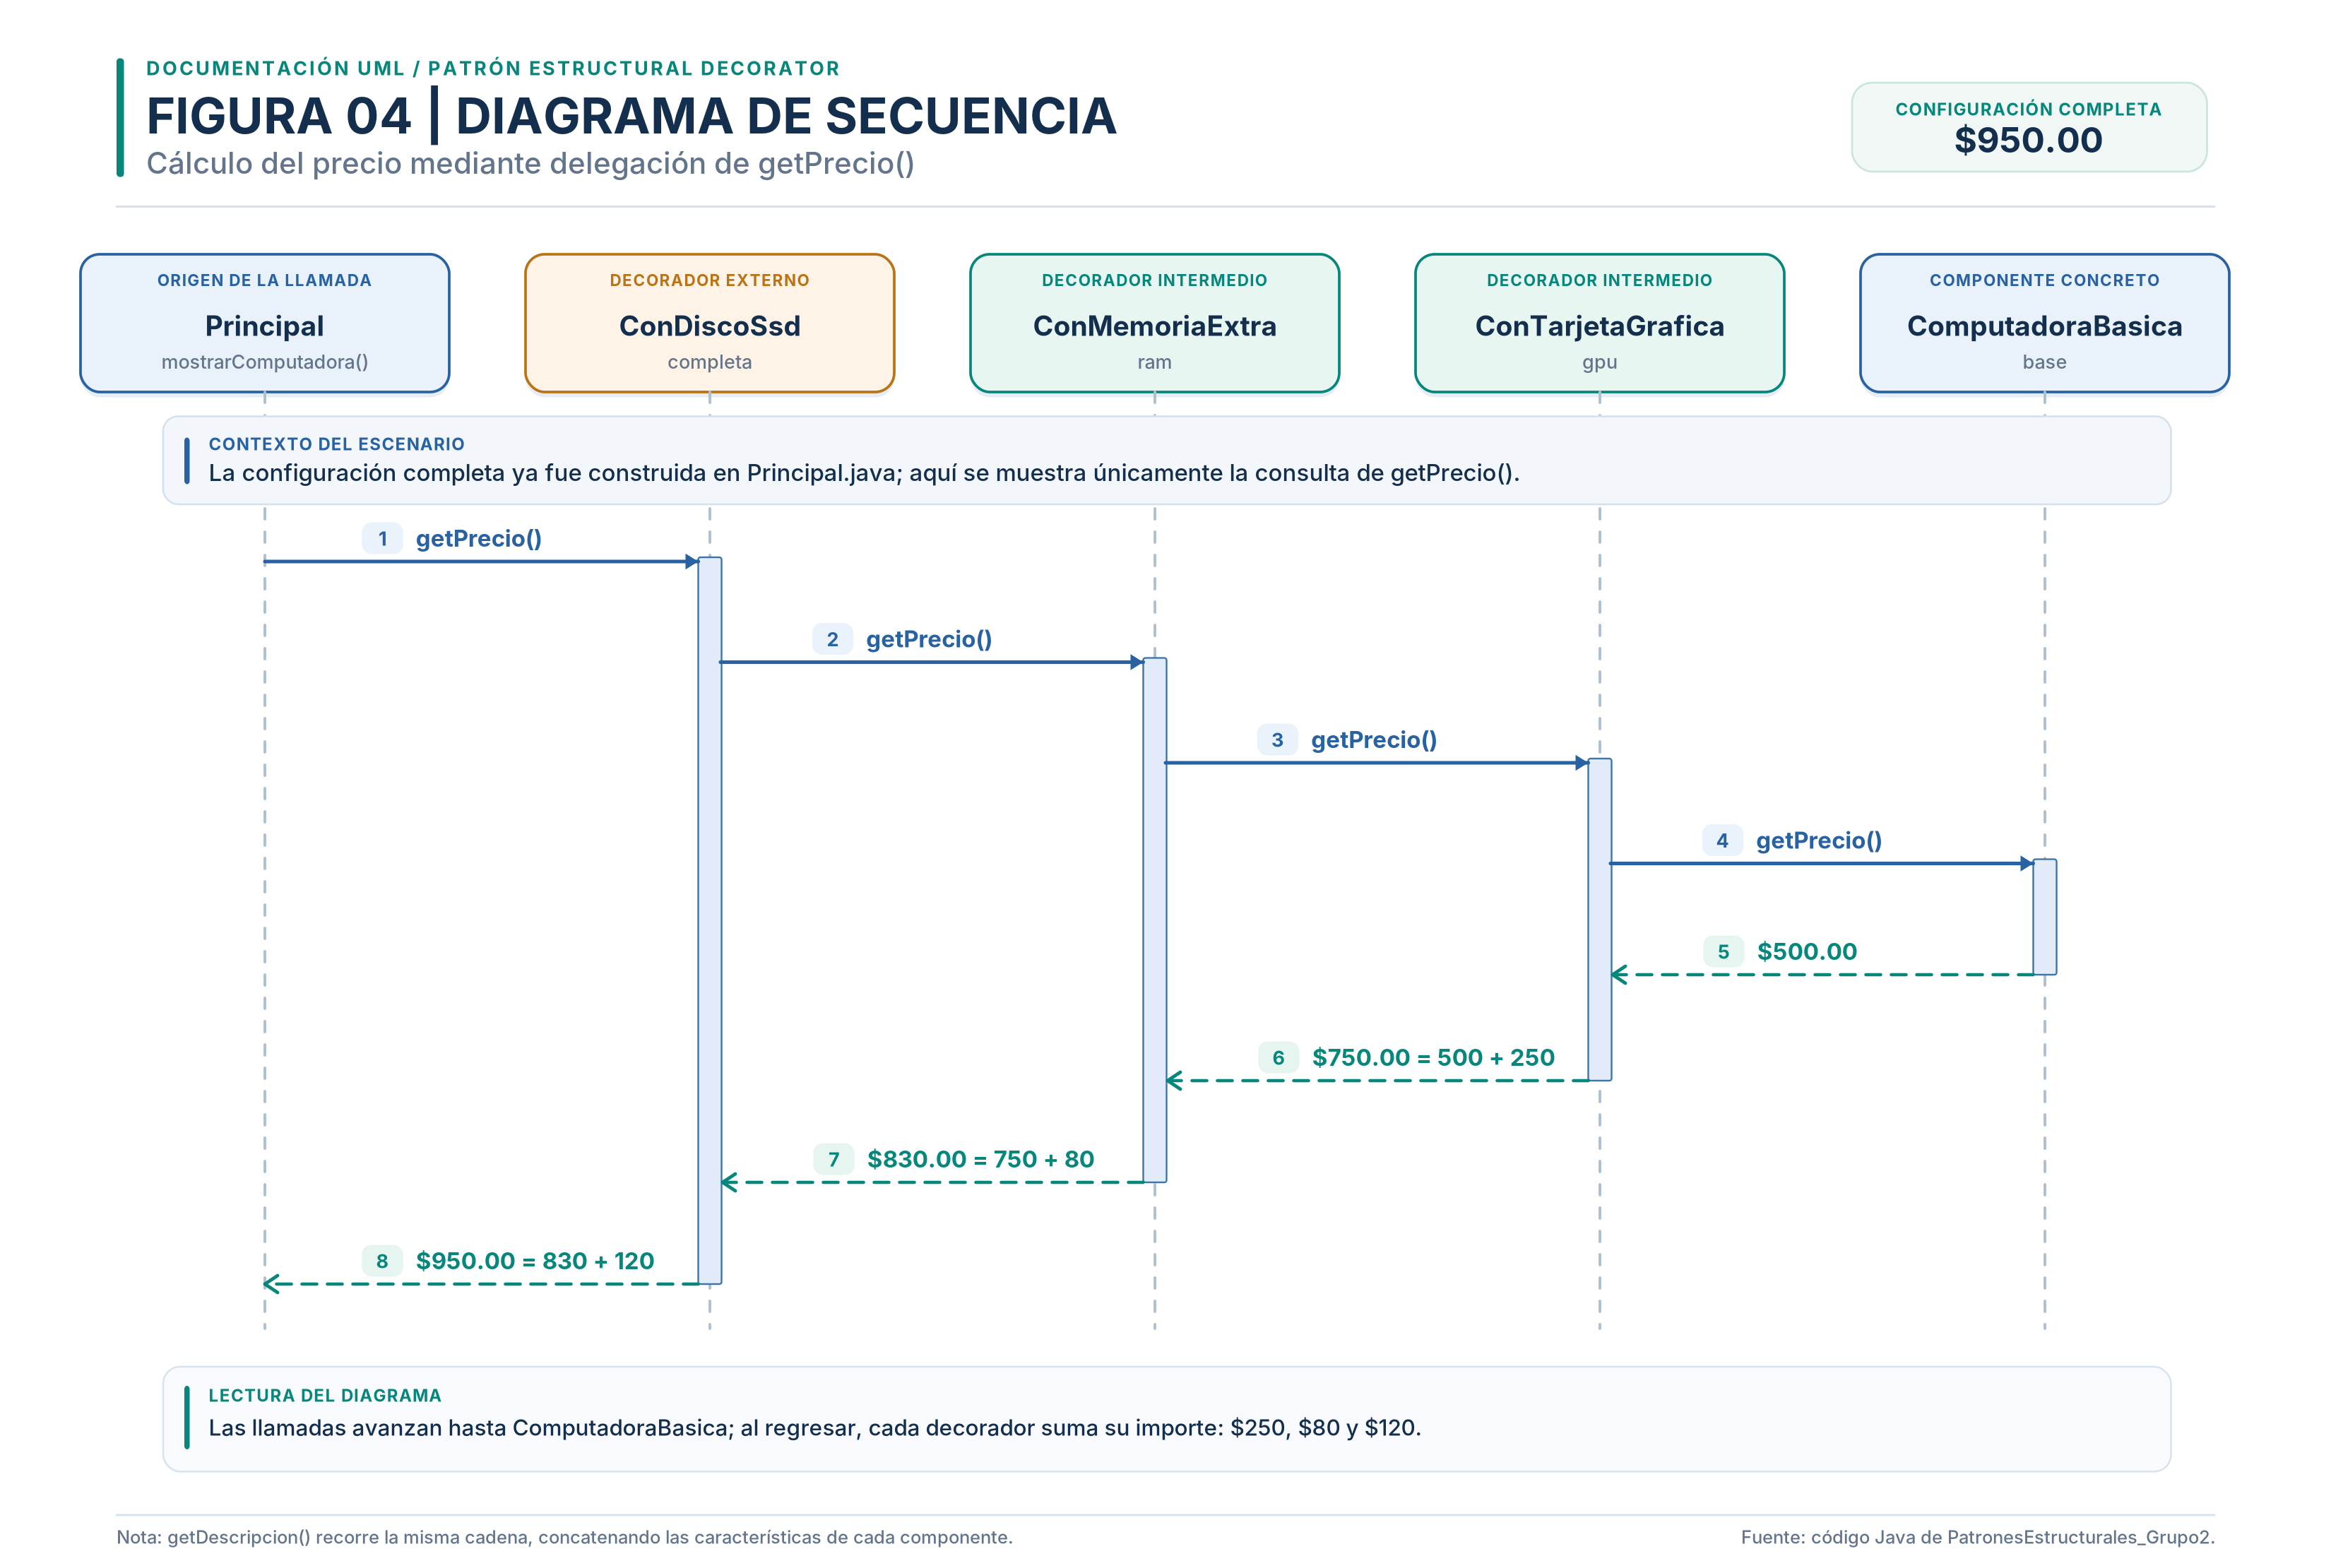 DOCUMENTACIÓN UML / PATRÓN ESTRUCTURAL DECORATOR
FIGURA 04 | DIAGRAMA DE SECUENCIA
Cálculo del precio mediante delegación de getPrecio()
CONFIGURACIÓN COMPLETA
$950.00
ORIGEN DE LA LLAMADA
Principal
mostrarComputadora()
DECORADOR EXTERNO
ConDiscoSsd
completa
DECORADOR INTERMEDIO
ConMemoriaExtra
ram
DECORADOR INTERMEDIO
ConTarjetaGrafica
gpu
COMPONENTE CONCRETO
ComputadoraBasica
base
CONTEXTO DEL ESCENARIO
La configuración completa ya fue construida en Principal.java; aquí se muestra únicamente la consulta de getPrecio().
1 getPrecio()
2 getPrecio()
3 getPrecio()
4 getPrecio()
5 $500.00
6 $750.00 = 500 + 250
7 $830.00 = 750 + 80
8 $950.00 = 830 + 120
LECTURA DEL DIAGRAMA
Las llamadas avanzan hasta ComputadoraBasica; al regresar, cada decorador suma su importe: $250, $80 y $120.
Nota: getDescripcion() recorre la misma cadena, concatenando las características de cada componente.
Fuente: código Java de PatronesEstructurales_Grupo2.